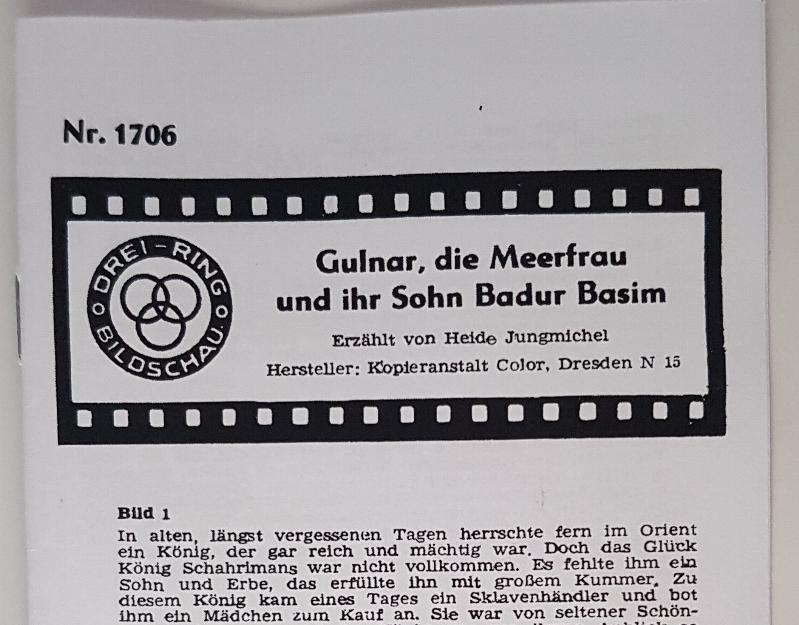 Nr. 1706
DREI-RING
BILDSCHAU
Gulnar, die Meerfrau
und ihr Sohn Badur Basim
Erzählt von Heide Jungmichel
Hersteller: Kopieranstalt Color, Dresden N 15
Bild 1
In alten, längst vergessenen Tagen herrschte fern im Orient
ein König, der gar reich und mächtig war. Doch das Glück
König Schahrimans war nicht vollkommen. Es fehlte ihm ein
Sohn und Erbe, das erfüllte ihn mit großem Kummer. Zu
diesem König kam eines Tages ein Sklavenhändler und bot
ihm ein Mädchen zum Kauf an. Sie war von seltener Schön-